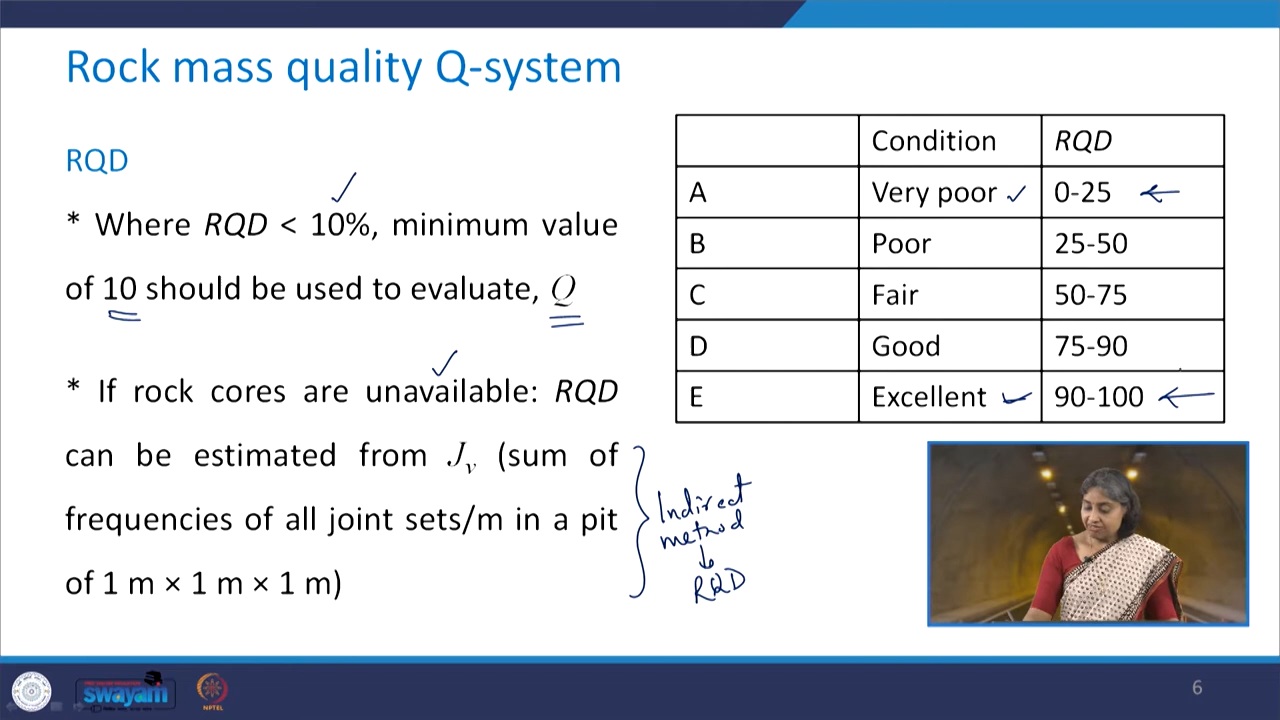 Rock mass quality Q-system
RQD
* Where RQD < 10%, minimum value
of 10 should be used to evaluate, Q
* If rock cores are unavailable: RQD
can be estimated from Jv (sum of
frequencies of all joint sets/m in a pit
of 1 m × 1 m × 1 m)
Condition RQD
A Very poor 0-25
B Poor 25-50
C Fair 50-75
D Good 75-90
E Excellent 90-100
Indirect
method
RQD
swayam
NPTEL
6